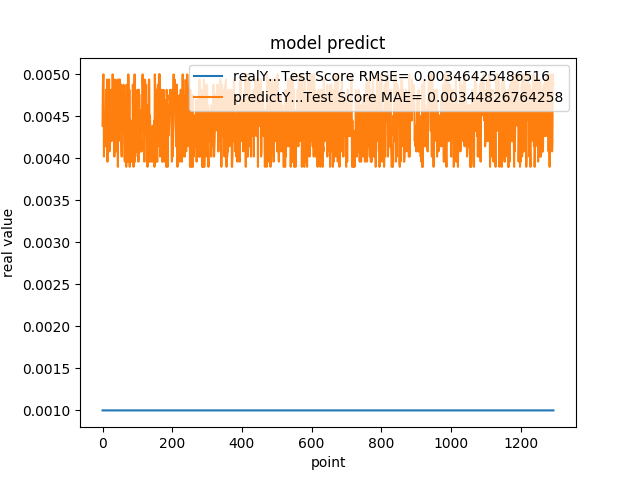 model predict
realY...Test Score RMSE= 0.00346425486516
predictY...Test Score MAE= 0.00344826764258
0.0050
0.0045
0.0040
0.0035
0.0030
0.0025
0.0020
0.0015
0.0010
real value
0 200 400 600 800 1000 1200
point